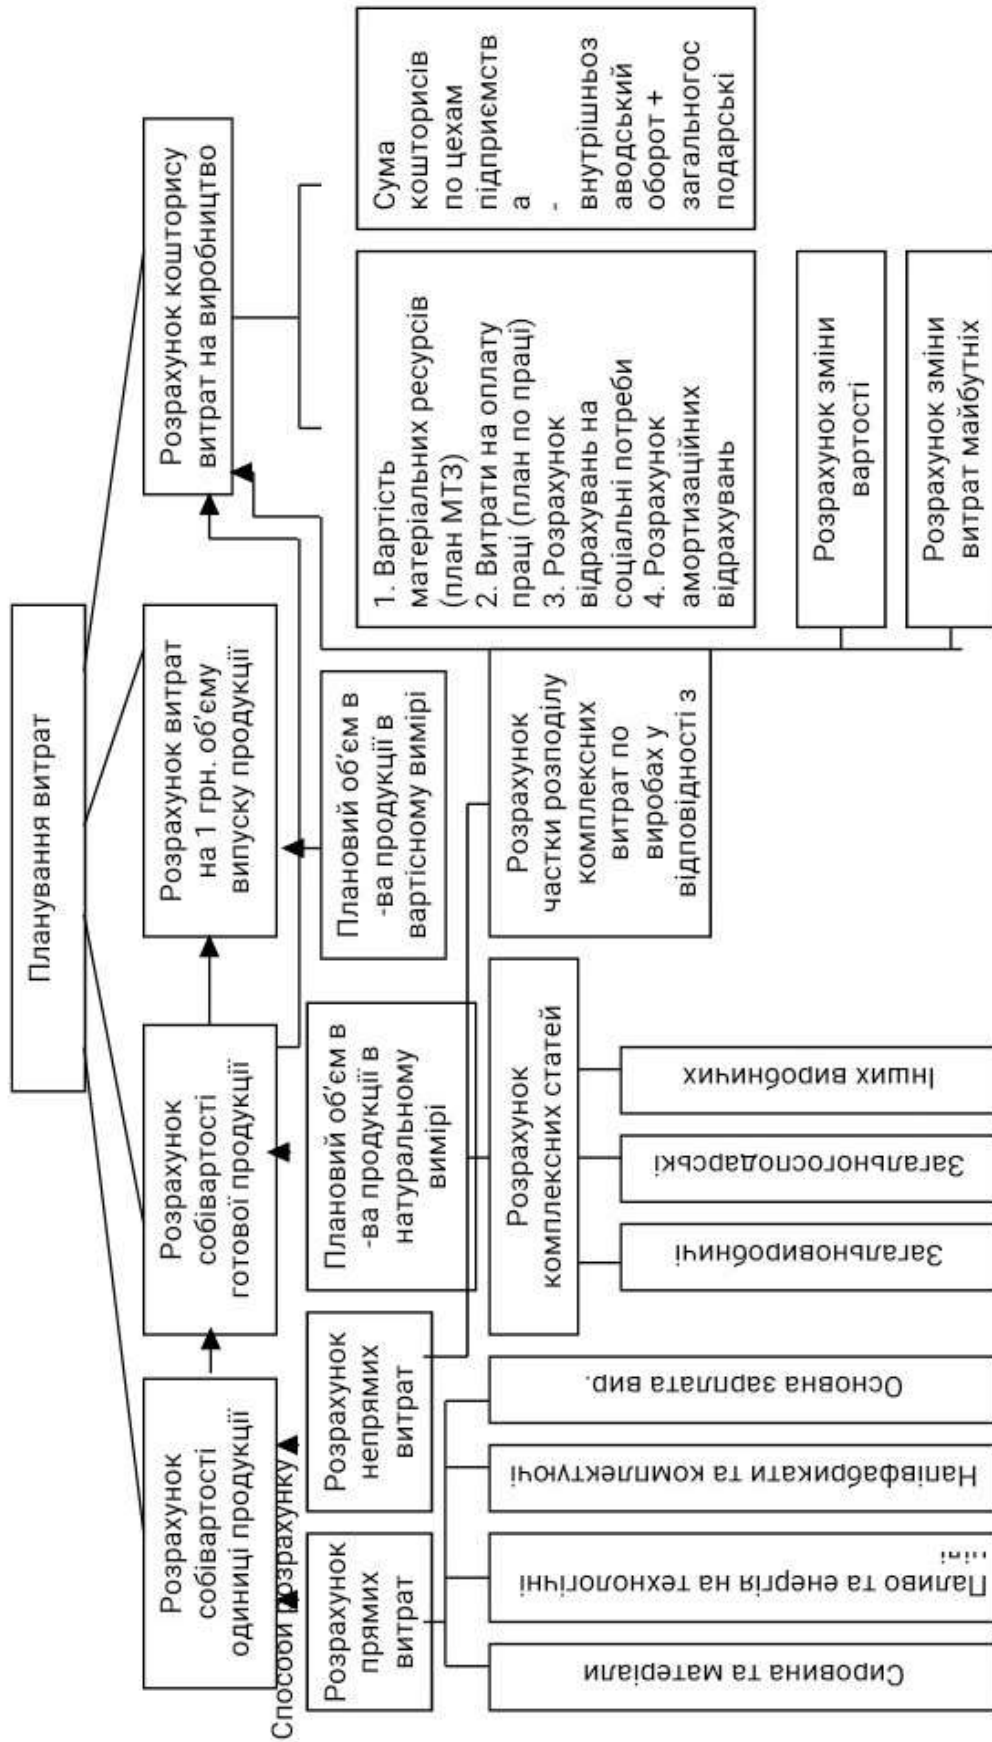 Планування витрат
Розрахунок
собівартості
одиниці продукції
Розрахунок
собівартості
готової продукції
Розрахунок витрат
на 1 грн. об'єму
випуску продукції
Розрахунок кошторису
витрат на виробництво
Способи розрахунку
Розрахунок
прямих
витрат
Розрахунок
непрямих
витрат
Плановий об'єм в
-ва продукції в
натуральному
вимірі
Плановий об'єм в
-ва продукції в
вартісному вимірі
1. Вартість
матеріальних ресурсів
(план МТЗ)
2. Витрати на оплату
праці (план по праці)
3. Розрахунок
відрахувань на
соціальні потреби
4. Розрахунок
амортизаційних
відрахувань
Сума
кошторисів
по цехам
підприємств
а
-
внутрішньоз
аводський
оборот +
загальногос
подарські
Розрахунок
комплексних статей
Розрахунок
частки розподілу
комплексних
витрат по
виробах у
відповідності з
Сировина та матеріали
Паливо та енергія на технологічні
Напівфабрикати та комплектуючі
Основна зарплата вир.
Загальновиробничі
Загальногосподарські
Інших виробничих
Розрахунок зміни
вартості
Розрахунок зміни
витрат майбутніх